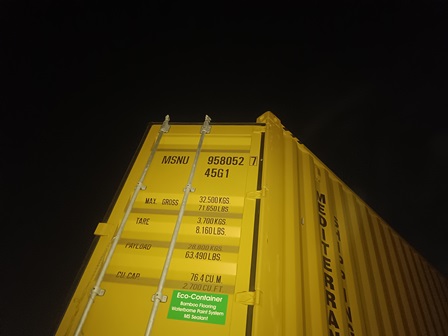 MSNU 958052 7
45G1
MAX. GROSS 32.500 KGS.
71.650 LBS.
TARE 3.700 KGS.
8.160 LBS.
PAYLOAD 28.800 KGS.
63.490 LBS.
CU.CAP. 76.4 CU.M
2.700 CU.FT.
Eco-Container
Bamboo Flooring
Waterborne Paint System
MS Sealant
MEDITERRA